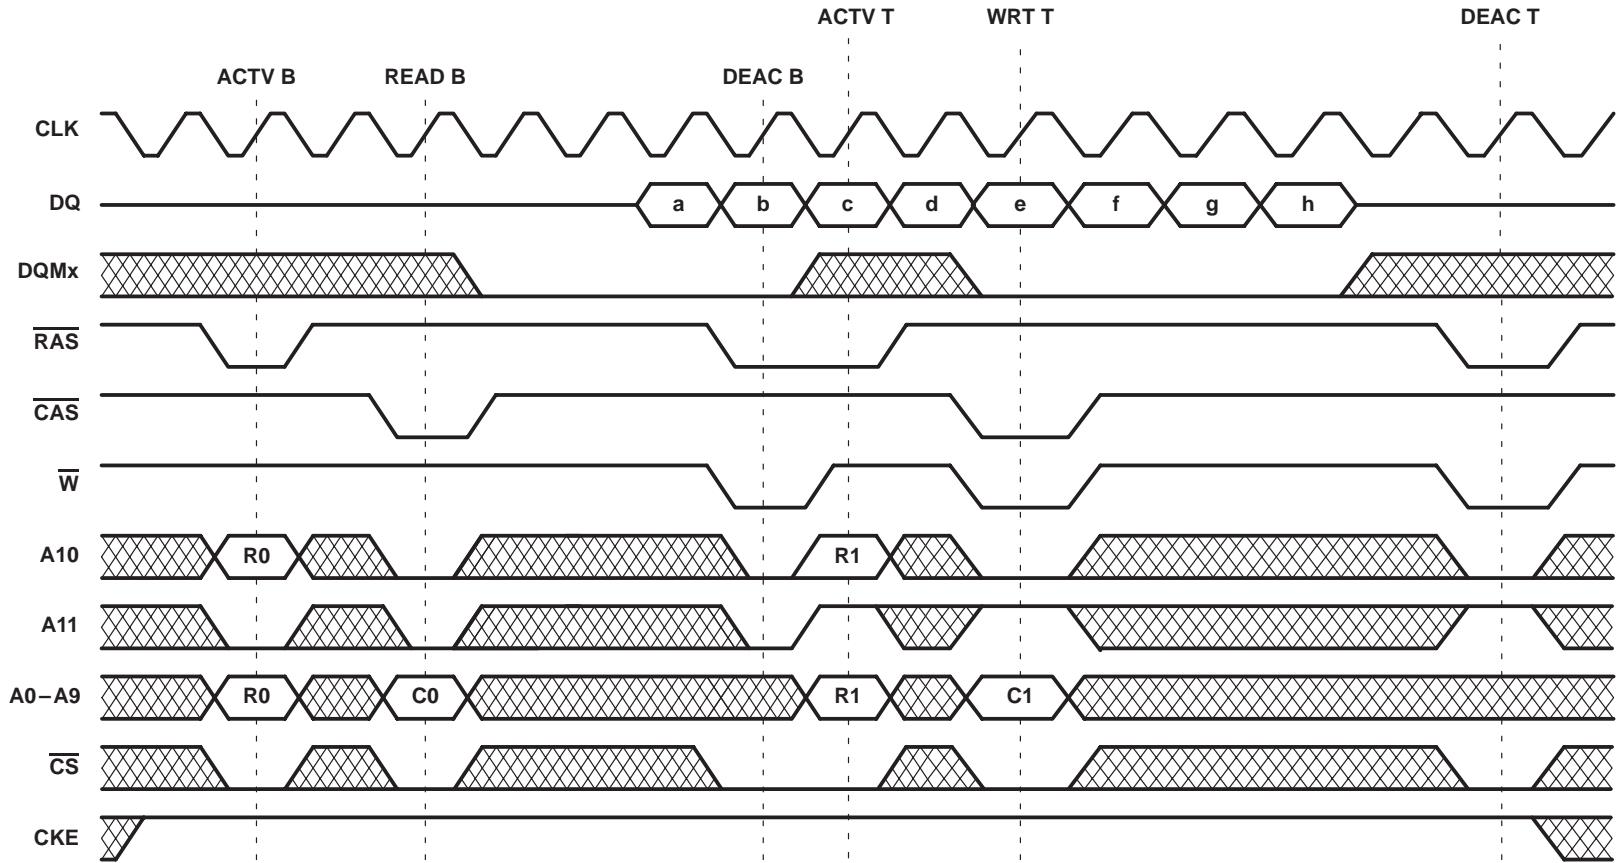 ACTV T WRT T DEAC T
ACTV B READ B DEAC B
CLK
DQ a b c d e f g h
DQMx
RAS
CAS
W
A10 R0 R1
A11
A0–A9 R0 C0 R1 C1
CS
CKE